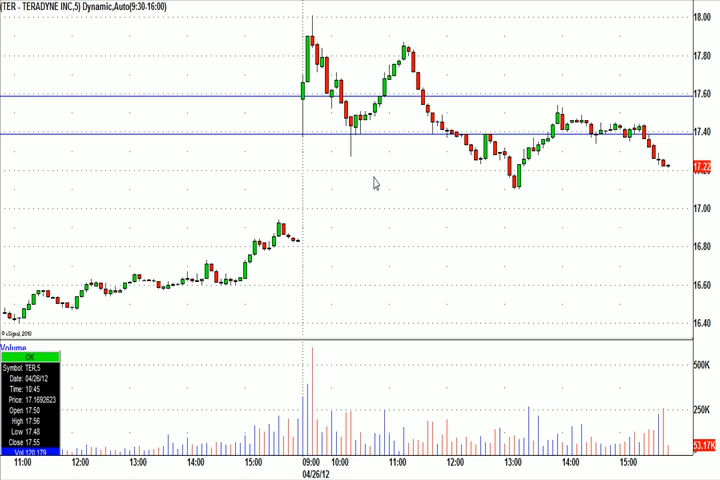 (TER - TERADYNE INC,5) Dynamic,Auto(9:30-16:00)
18.00
17.80
17.60
17.40
17.22
17.00
16.80
16.60
16.40
© eSignal, 2010
Volume
OK
Symbol: TER,5
Date: 04/26/12
Time: 10:45
Price: 17.1692623
Open 17.50
High 17.56
Low 17.48
Close 17.55
Vol 120,179
500K
250K
53.17K
11:00 12:00 13:00 14:00 15:00 09:00 10:00 11:00 12:00 13:00 14:00 15:00
04/26/12